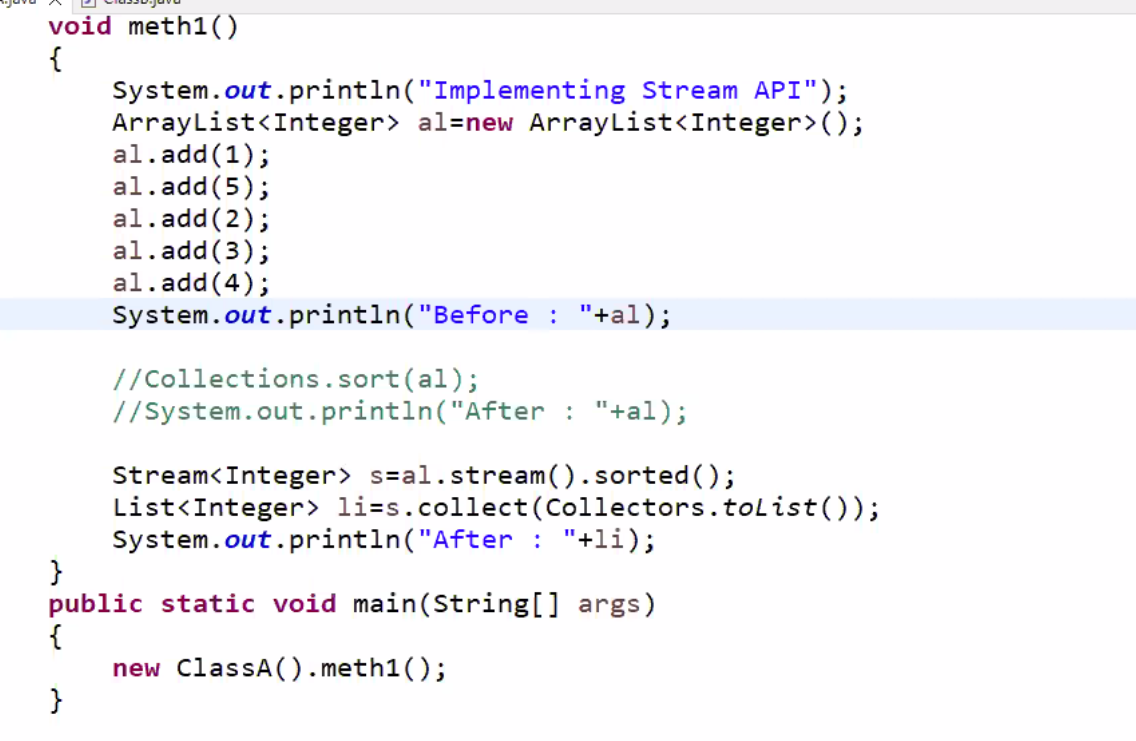 void meth1()
{
System.out.println("Implementing Stream API");
ArrayList<Integer> al=new ArrayList<Integer>();
al.add(1);
al.add(5);
al.add(2);
al.add(3);
al.add(4);
System.out.println("Before : "+al);
//Collections.sort(al);
//System.out.println("After : "+al);
Stream<Integer> s=al.stream().sorted();
List<Integer> li=s.collect(Collectors.toList());
System.out.println("After : "+li);
}
public static void main(String[] args)
{
new ClassA().meth1();
}